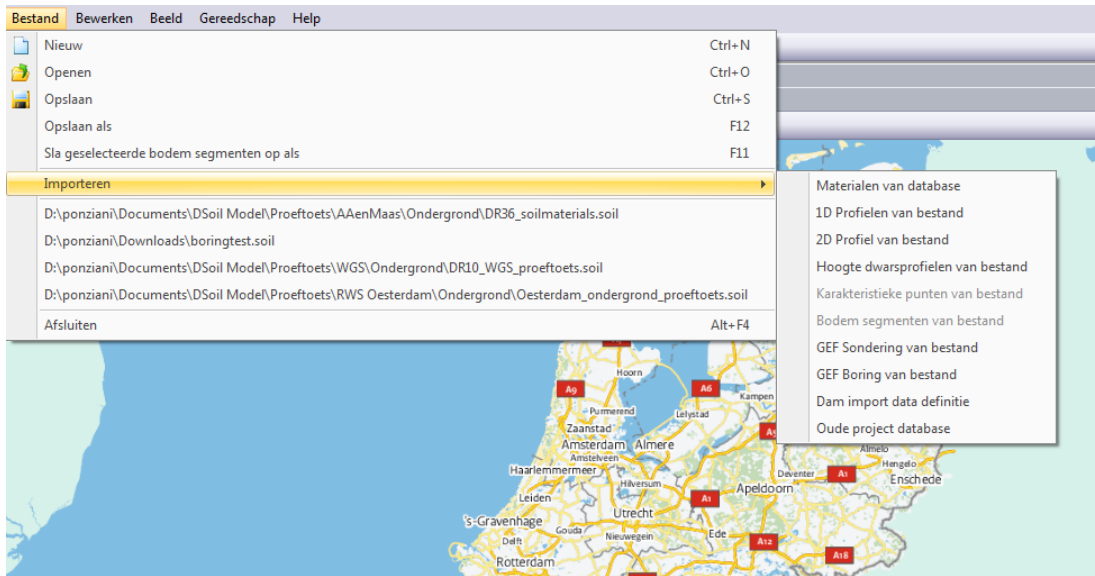 Bestand Bewerken Beeld Gereedschap Help
Nieuw Ctrl+N
Openen Ctrl+O
Opslaan Ctrl+S
Opslaan als F12
Sla geselecteerde bodem segmenten op als F11
Importeren
D:\ponziani\Documents\DSoil Model\Proeftoets\AAenMaas\Ondergrond\DR36_soilmaterials.soil
D:\ponziani\Downloads\boringtest.soil
D:\ponziani\Documents\DSoil Model\Proeftoets\WGS\Ondergrond\DR10_WGS_proeftoets.soil
D:\ponziani\Documents\DSoil Model\Proeftoets\RWS Oesterdam\Ondergrond\Oesterdam_ondergrond_proeftoets.soil
Afsluiten Alt+F4
Materialen van database
1D Profielen van bestand
2D Profiel van bestand
Hoogte dwarsprofielen van bestand
Karakteristieke punten van bestand
Bodem segmenten van bestand
GEF Sondering van bestand
GEF Boring van bestand
Dam import data definitie
Oude project database
Hoorn
A9 A6 Kampen
Purmerend Lelystad
Zaanstad
Amsterdam Almere
Almelo
Amstelveen
Haarlemmermeer Hilversum Deventer A1 Hengelo
Enschede
Leiden A1 Apeldoorn
's-Gravenhage Utrecht
Delft Gouda Nieuwegein Ede A12
Rotterdam A18